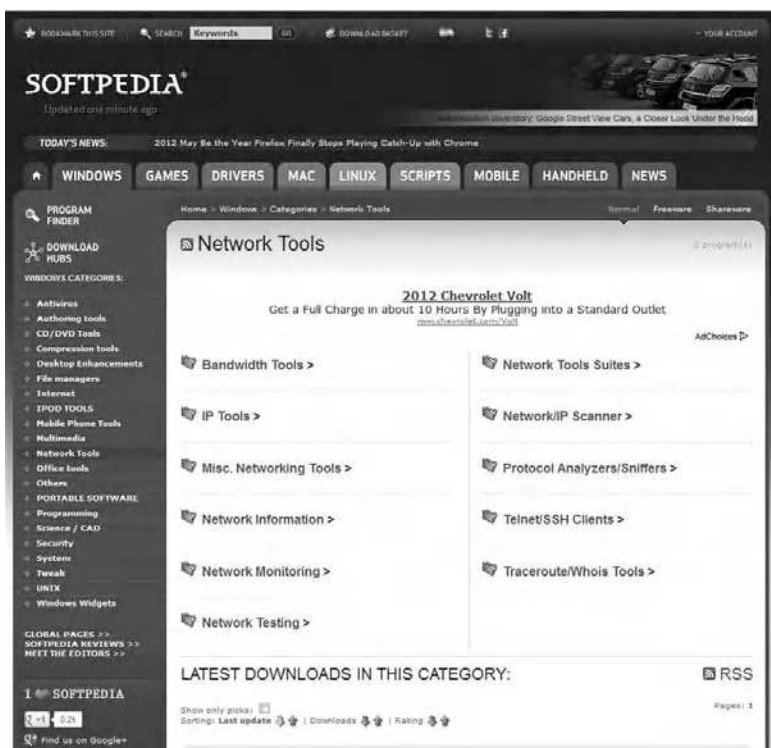 BOOKMARK THIS SITE SEARCH Keywords GO DOWNLOAD BASKET YOUR ACCOUNT
SOFTPEDIA®
Updated one minute ago
Google Street View Cars, a Closer Look Under the Hood
TODAY'S NEWS: 2012 May Be the Year Firefox Finally Stops Playing Catch-Up with Chrome
WINDOWS GAMES DRIVERS MAC LINUX SCRIPTS MOBILE HANDHELD NEWS
PROGRAM FINDER
DOWNLOAD HUBS
WINDOWS CATEGORIES:
Antivirus
Authoring tools
CD/DVD Tools
Compression tools
Desktop Enhancements
File managers
Internet
IPOD TOOLS
Mobile Phone Tools
Multimedia
Network Tools
Office tools
Others
PORTABLE SOFTWARE
Programming
Science / CAD
Security
System
Tweak
UNIX
Windows Widgets
GLOBAL PAGES >>
SOFTPEDIA REVIEWS >>
MEET THE EDITORS >>
I SOFTPEDIA
+1 0.2k
Find us on Google+
Home > Windows > Categories > Network Tools Normal Freeware Shareware
Network Tools 2 program(s)
2012 Chevrolet Volt
Get a Full Charge in about 10 Hours By Plugging into a Standard Outlet
www.chevrolet.com/Volt
AdChoices
Bandwidth Tools > Network Tools Suites >
IP Tools > Network/IP Scanner >
Misc. Networking Tools > Protocol Analyzers/Sniffers >
Network Information > Telnet/SSH Clients >
Network Monitoring > Traceroute/Whois Tools >
Network Testing >
LATEST DOWNLOADS IN THIS CATEGORY: RSS
Show only picks: Pages: 1
Sorting: Last update | Downloads | Rating